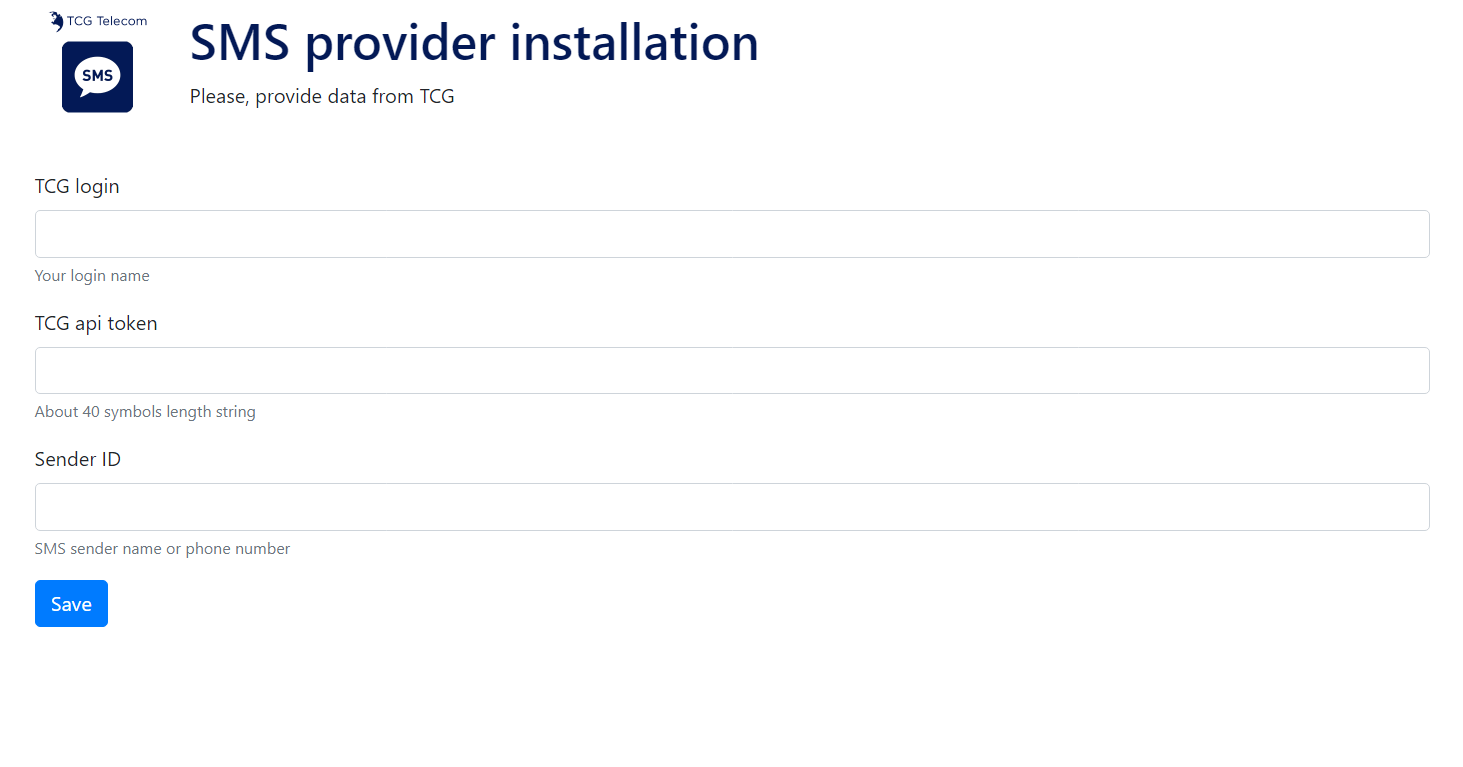 TCG Telecom
SMS
SMS provider installation
Please, provide data from TCG
TCG login
Your login name
TCG api token
About 40 symbols length string
Sender ID
SMS sender name or phone number
Save